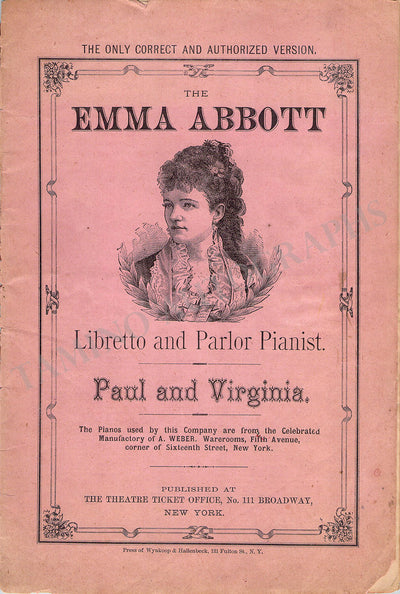 THE ONLY CORRECT AND AUTHORIZED VERSION.
THE
EMMA ABBOTT
Libretto and Parlor Pianist.
Paul and Virginia.
The Pianos used by this Company are from the Celebrated
Manufactory of A. WEBER. Warerooms, Fifth Avenue,
corner of Sixteenth Street, New York.
PUBLISHED AT
THE THEATRE TICKET OFFICE, No. 111 BROADWAY,
NEW YORK.
Press of Wynkoop & Hallenbeck, 121 Fulton St., N. Y.
TAMINO AUTOGRAPHS